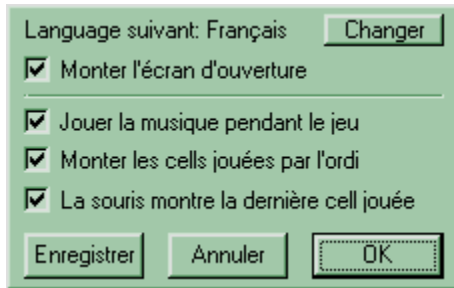 Language suivant: Français Changer
Monter l'écran d'ouverture
Jouer la musique pendant le jeu
Monter les cells jouées par l'ordi
La souris montre la dernière cell jouée
Enregistrer Annuler OK